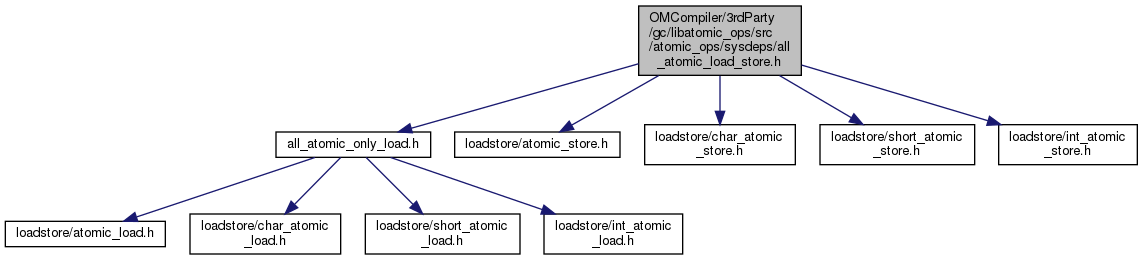 OMCompiler/3rdParty
/gc/libatomic_ops/src
/atomic_ops/sysdeps/all
_atomic_load_store.h
all_atomic_only_load.h
loadstore/atomic_store.h
loadstore/char_atomic
_store.h
loadstore/short_atomic
_store.h
loadstore/int_atomic
_store.h
loadstore/atomic_load.h
loadstore/char_atomic
_load.h
loadstore/short_atomic
_load.h
loadstore/int_atomic
_load.h